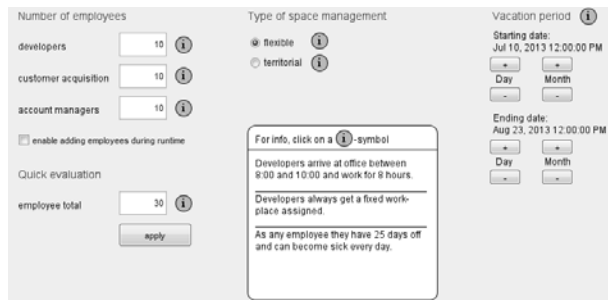 Number of employees
developers 10 i
customer acquisition 10 i
account managers 10 i
enable adding employees during runtime
Quick evaluation
employee total 30 i
apply
Type of space management
flexible i
territorial i
For info, click on a i-symbol
Developers arrive at office between
8:00 and 10:00 and work for 8 hours.
Developers always get a fixed work-
place assigned.
As any employee they have 25 days off
and can become sick every day.
Vacation period i
Starting date:
Jul 10, 2013 12:00:00 PM
+ +
Day Month
- -
Ending date:
Aug 23, 2013 12:00:00 PM
+ +
Day Month
- -